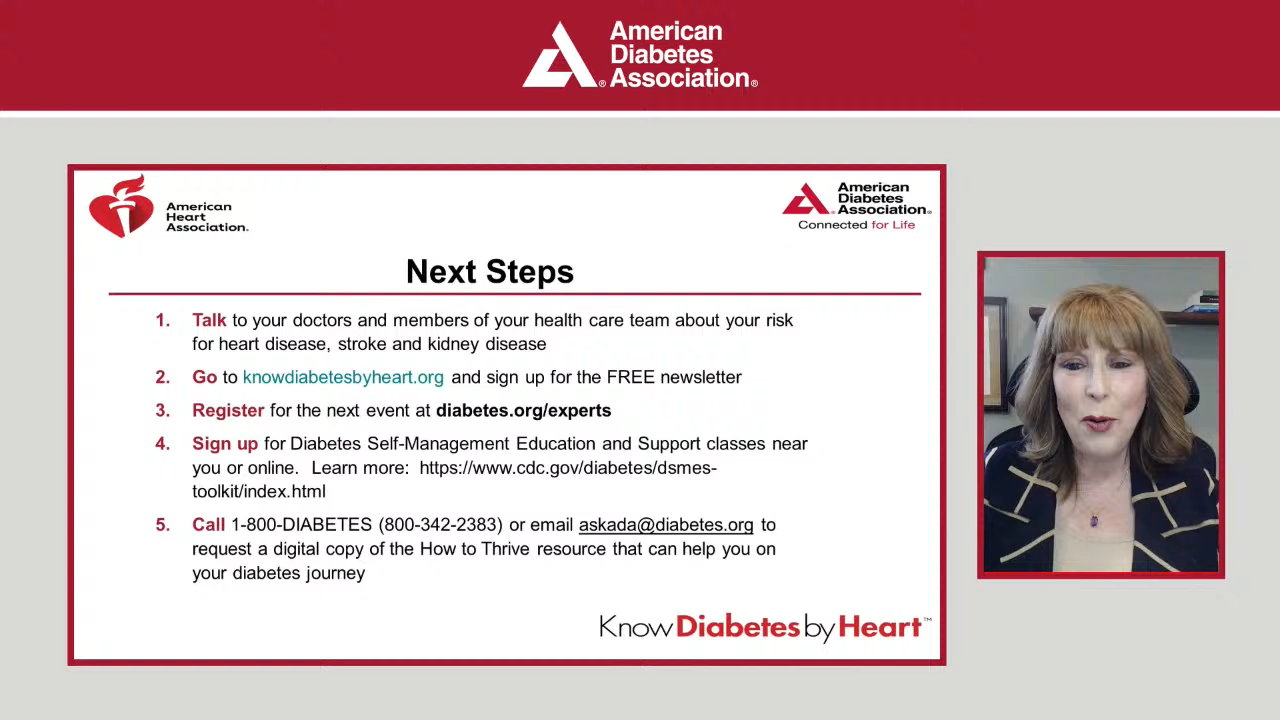 American
Diabetes
Association®
American
Heart
Association.
American
Diabetes
Association®
Connected for Life
Next Steps
1. Talk to your doctors and members of your health care team about your risk
for heart disease, stroke and kidney disease
2. Go to knowdiabetesbyheart.org and sign up for the FREE newsletter
3. Register for the next event at diabetes.org/experts
4. Sign up for Diabetes Self-Management Education and Support classes near
you or online. Learn more: https://www.cdc.gov/diabetes/dsmes-
toolkit/index.html
5. Call 1-800-DIABETES (800-342-2383) or email askada@diabetes.org to
request a digital copy of the How to Thrive resource that can help you on
your diabetes journey
Know Diabetes by Heart™